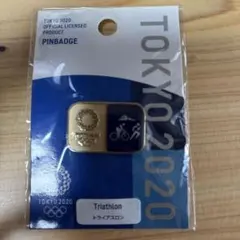 TOKYO 2020
OFFICIAL LICENSED
PRODUCT
PINBADGE
TOKYO 2020
TOKYO 2020
Triathlon
トライアスロン